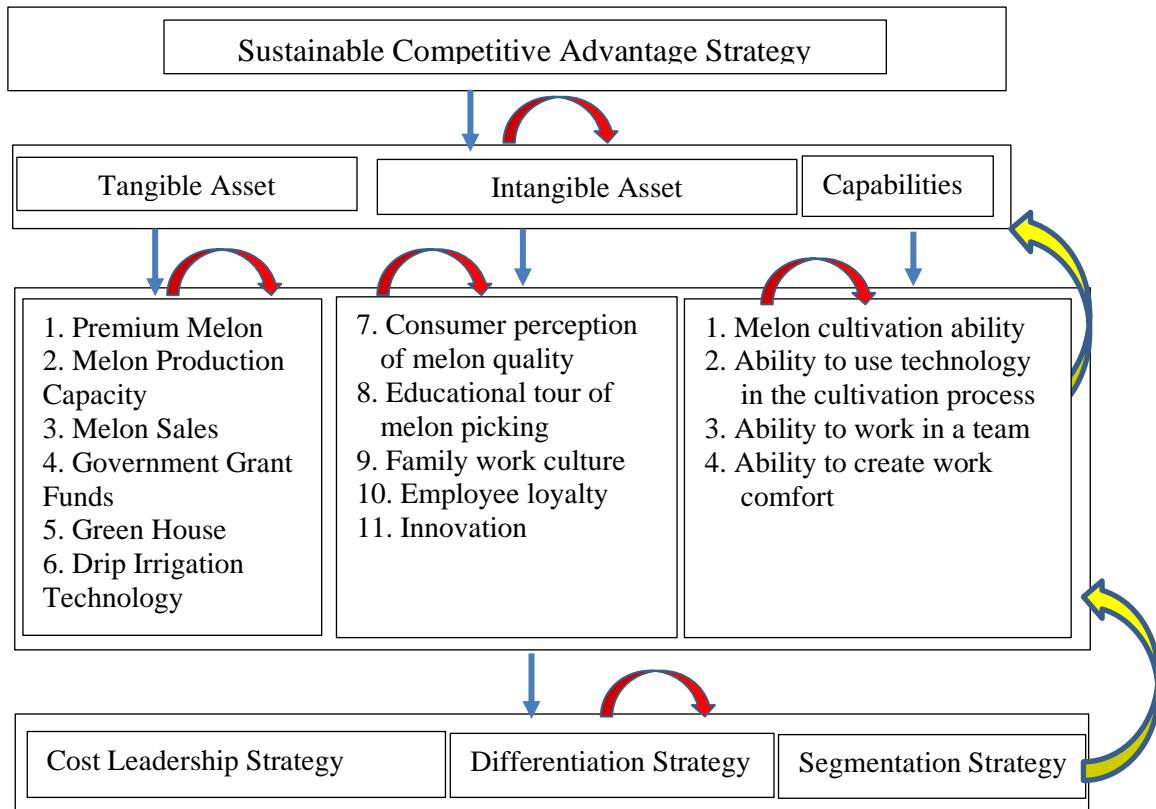 Sustainable Competitive Advantage Strategy
Tangible Asset
Intangible Asset
Capabilities
1. Premium Melon
2. Melon Production
Capacity
3. Melon Sales
4. Government Grant
Funds
5. Green House
6. Drip Irrigation
Technology
7. Consumer perception
of melon quality
8. Educational tour of
melon picking
9. Family work culture
10. Employee loyalty
11. Innovation
1. Melon cultivation ability
2. Ability to use technology
in the cultivation process
3. Ability to work in a team
4. Ability to create work
comfort
Cost Leadership Strategy
Differentiation Strategy
Segmentation Strategy